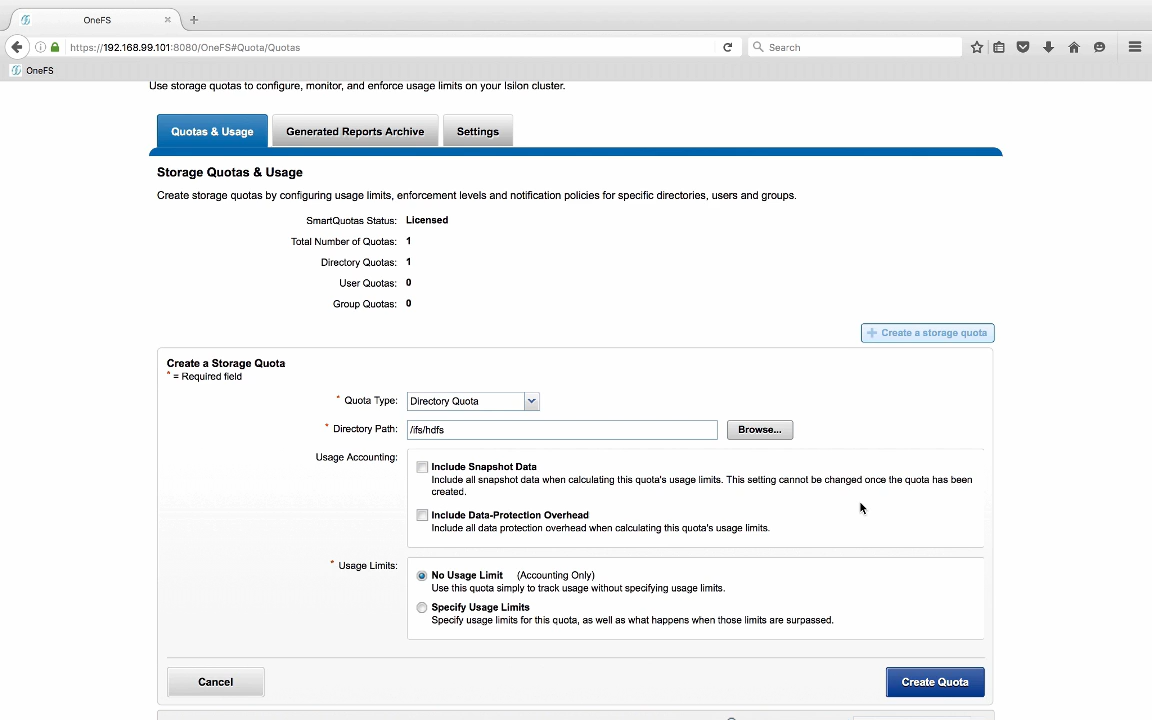 OneFS
https://192.168.99.101:8080/OneFS#Quota/Quotas
Search
OneFS
Use storage quotas to configure, monitor, and enforce usage limits on your Isilon cluster.
Quotas & Usage
Generated Reports Archive
Settings
Storage Quotas & Usage
Create storage quotas by configuring usage limits, enforcement levels and notification policies for specific directories, users and groups.
SmartQuotas Status: Licensed
Total Number of Quotas: 1
Directory Quotas: 1
User Quotas: 0
Group Quotas: 0
+ Create a storage quota
Create a Storage Quota
* = Required field
* Quota Type: Directory Quota
* Directory Path: /ifs/hdfs Browse...
Usage Accounting:
Include Snapshot Data
Include all snapshot data when calculating this quota's usage limits. This setting cannot be changed once the quota has been
created.
Include Data-Protection Overhead
Include all data protection overhead when calculating this quota's usage limits.
* Usage Limits:
No Usage Limit (Accounting Only)
Use this quota simply to track usage without specifying usage limits.
Specify Usage Limits
Specify usage limits for this quota, as well as what happens when those limits are surpassed.
Cancel
Create Quota